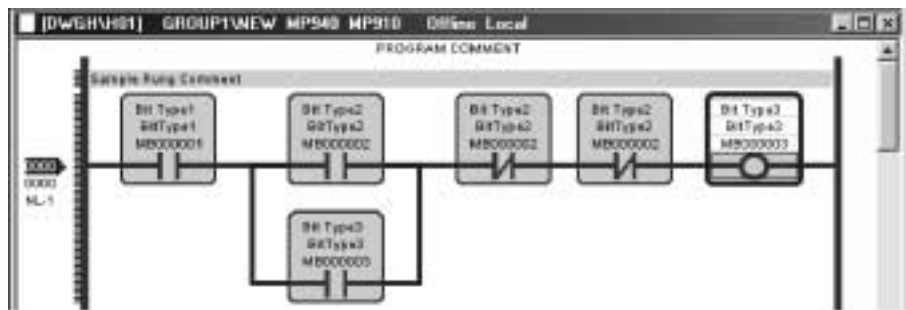 [DWGH\H01] GROUP1\NEW MP940 MP910 Offline Local
PROGRAM COMMENT
Sample Rung Comment
Bit Type1
BitType1
MB000001
Bit Type2
BitType2
MB000002
Bit Type2
BitType2
MB000002
Bit Type2
BitType2
MB000002
Bit Type3
BitType3
MB000003
0000
0000
NL-1
Bit Type3
BitType3
MB000003